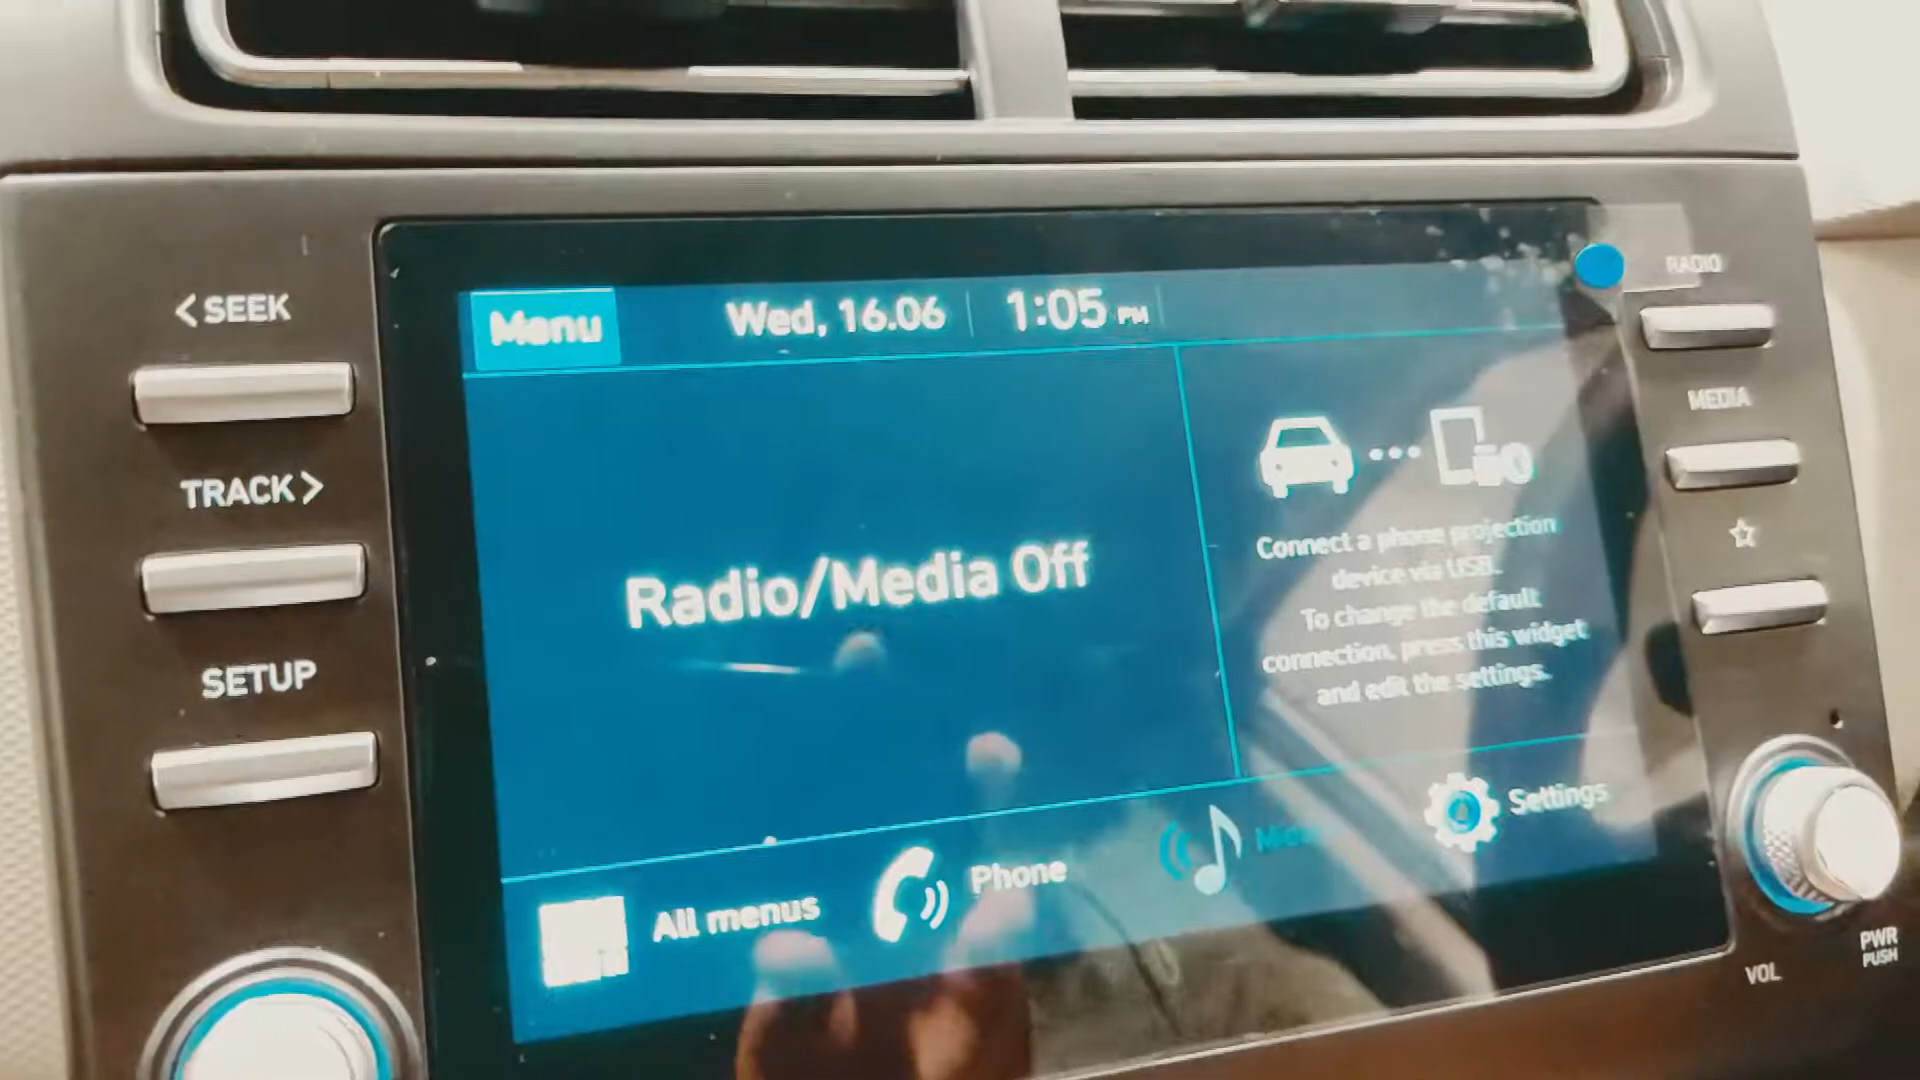 < SEEK
TRACK >
SETUP
Menu
Wed, 16.06
1:05 PM
Radio/Media Off
Connect a phone projection
device via USB.
To change the default
connection, press this widget
and edit the settings.
All menus
Phone
Settings
RADIO
MEDIA
VOL
PWR
PUSH